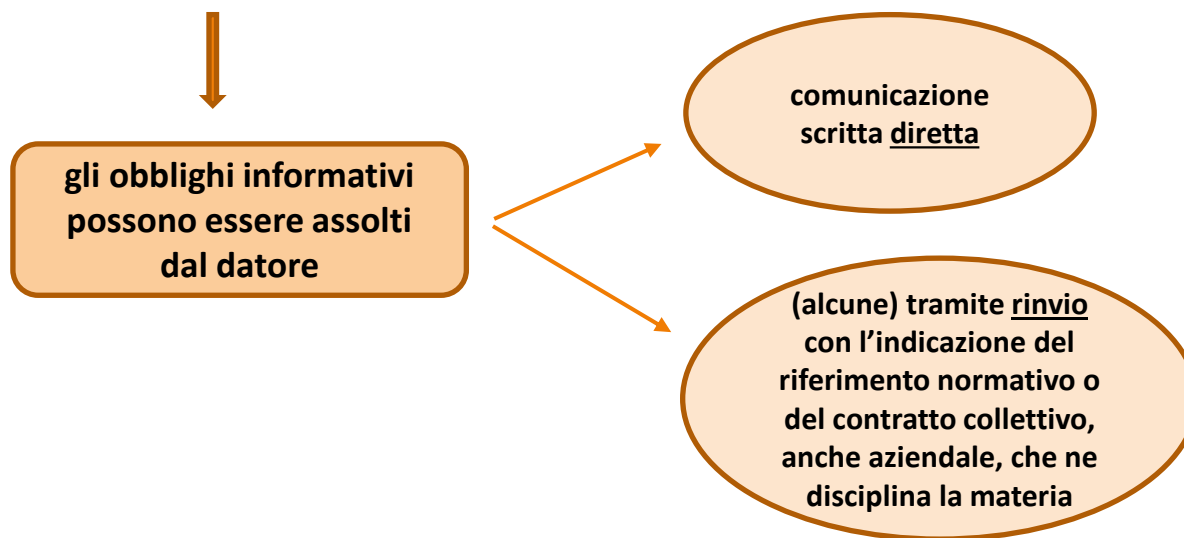 gli obblighi informativi
possono essere assolti
dal datore
comunicazione
scritta diretta
(alcune) tramite rinvio
con l’indicazione del
riferimento normativo o
del contratto collettivo,
anche aziendale, che ne
disciplina la materia